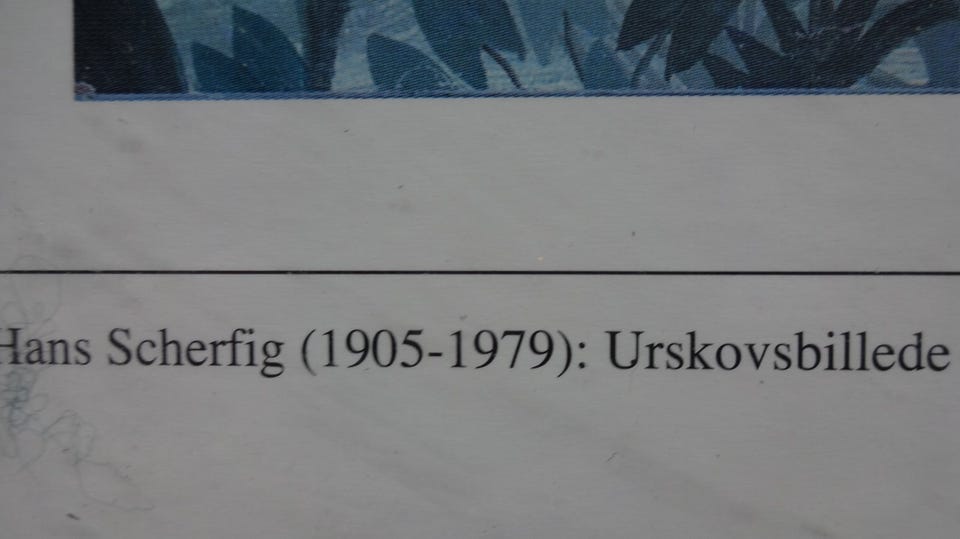 Hans Scherfig (1905-1979): Urskovsbillede